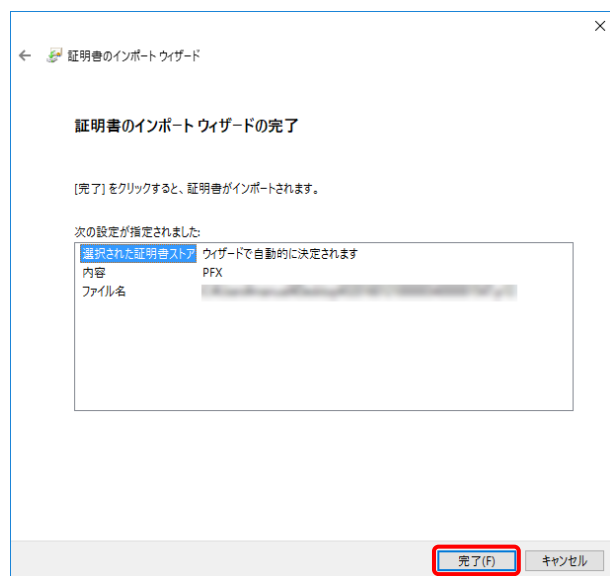 証明書のインポート ウィザード
証明書のインポート ウィザードの完了
[完了] をクリックすると、証明書がインポートされます。
次の設定が指定されました:
選択された証明書ストア ウィザードで自動的に決定されます
内容 PFX
ファイル名
完了(F) キャンセル